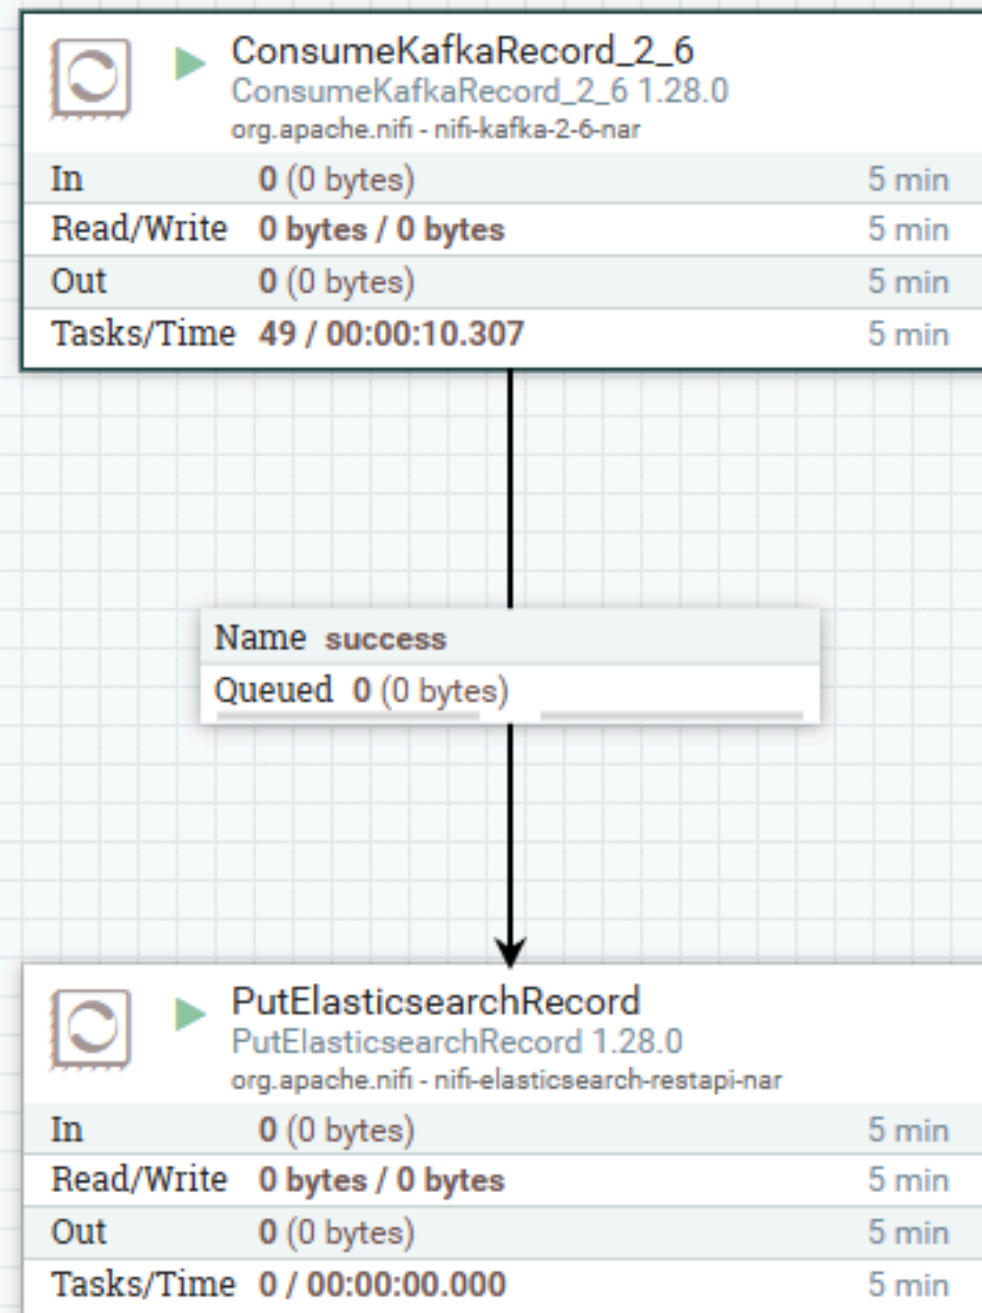 ConsumeKafkaRecord_2_6
ConsumeKafkaRecord_2_6 1.28.0
org.apache.nifi - nifi-kafka-2-6-nar
In 0 (0 bytes) 5 min
Read/Write 0 bytes / 0 bytes 5 min
Out 0 (0 bytes) 5 min
Tasks/Time 49 / 00:00:10.307 5 min
Name success
Queued 0 (0 bytes)
PutElasticsearchRecord
PutElasticsearchRecord 1.28.0
org.apache.nifi - nifi-elasticsearch-restapi-nar
In 0 (0 bytes) 5 min
Read/Write 0 bytes / 0 bytes 5 min
Out 0 (0 bytes) 5 min
Tasks/Time 0 / 00:00:00.000 5 min